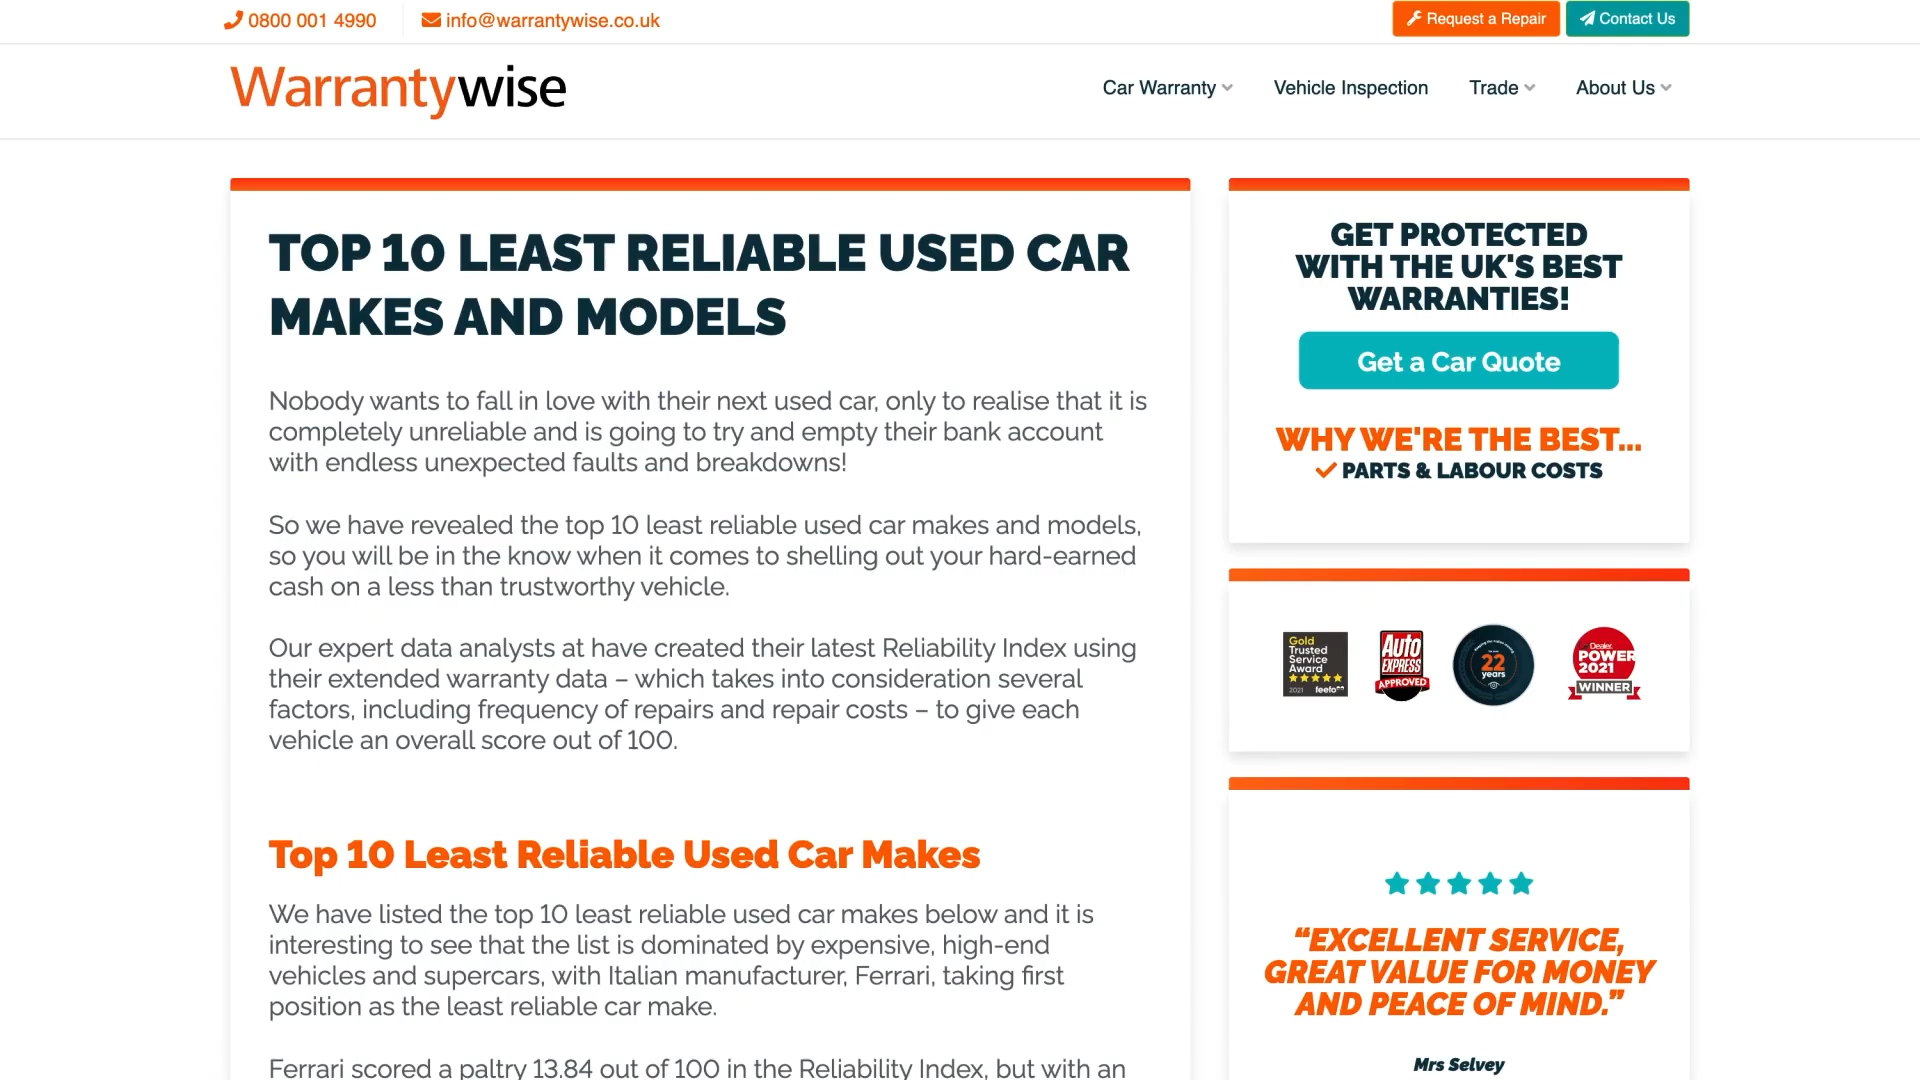 0800 001 4990
info@warrantywise.co.uk
Request a Repair
Contact Us
Warrantywise
Car Warranty
Vehicle Inspection
Trade
About Us
TOP 10 LEAST RELIABLE USED CAR
MAKES AND MODELS
Nobody wants to fall in love with their next used car, only to realise that it is
completely unreliable and is going to try and empty their bank account
with endless unexpected faults and breakdowns!
So we have revealed the top 10 least reliable used car makes and models,
so you will be in the know when it comes to shelling out your hard-earned
cash on a less than trustworthy vehicle.
Our expert data analysts at have created their latest Reliability Index using
their extended warranty data – which takes into consideration several
factors, including frequency of repairs and repair costs – to give each
vehicle an overall score out of 100.
Top 10 Least Reliable Used Car Makes
We have listed the top 10 least reliable used car makes below and it is
interesting to see that the list is dominated by expensive, high-end
vehicles and supercars, with Italian manufacturer, Ferrari, taking first
position as the least reliable car make.
Ferrari scored a paltry 13.84 out of 100 in the Reliability Index, but with an
GET PROTECTED
WITH THE UK'S BEST
WARRANTIES!
Get a Car Quote
WHY WE'RE THE BEST...
PARTS & LABOUR COSTS
Gold
Trusted
Service
Award
2021 feefo
Auto
EXPRESS
APPROVED
22
years
Dealer
POWER
2021
WINNER
“EXCELLENT SERVICE,
GREAT VALUE FOR MONEY
AND PEACE OF MIND.”
Mrs Selvey